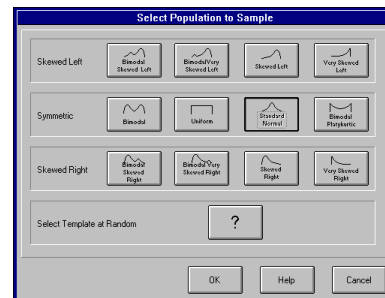 Select Population to Sample
Skewed Left
Bimodal Skewed Left
Bimodal/Very Skewed Left
Skewed Left
Very Skewed Left
Symmetric
Bimodal
Uniform
Standard Normal
Bimodal Platykurtic
Skewed Right
Bimodal Skewed Right
Bimodal Very Skewed Right
Skewed Right
Very Skewed Right
Select Template at Random
?
OK
Help
Cancel